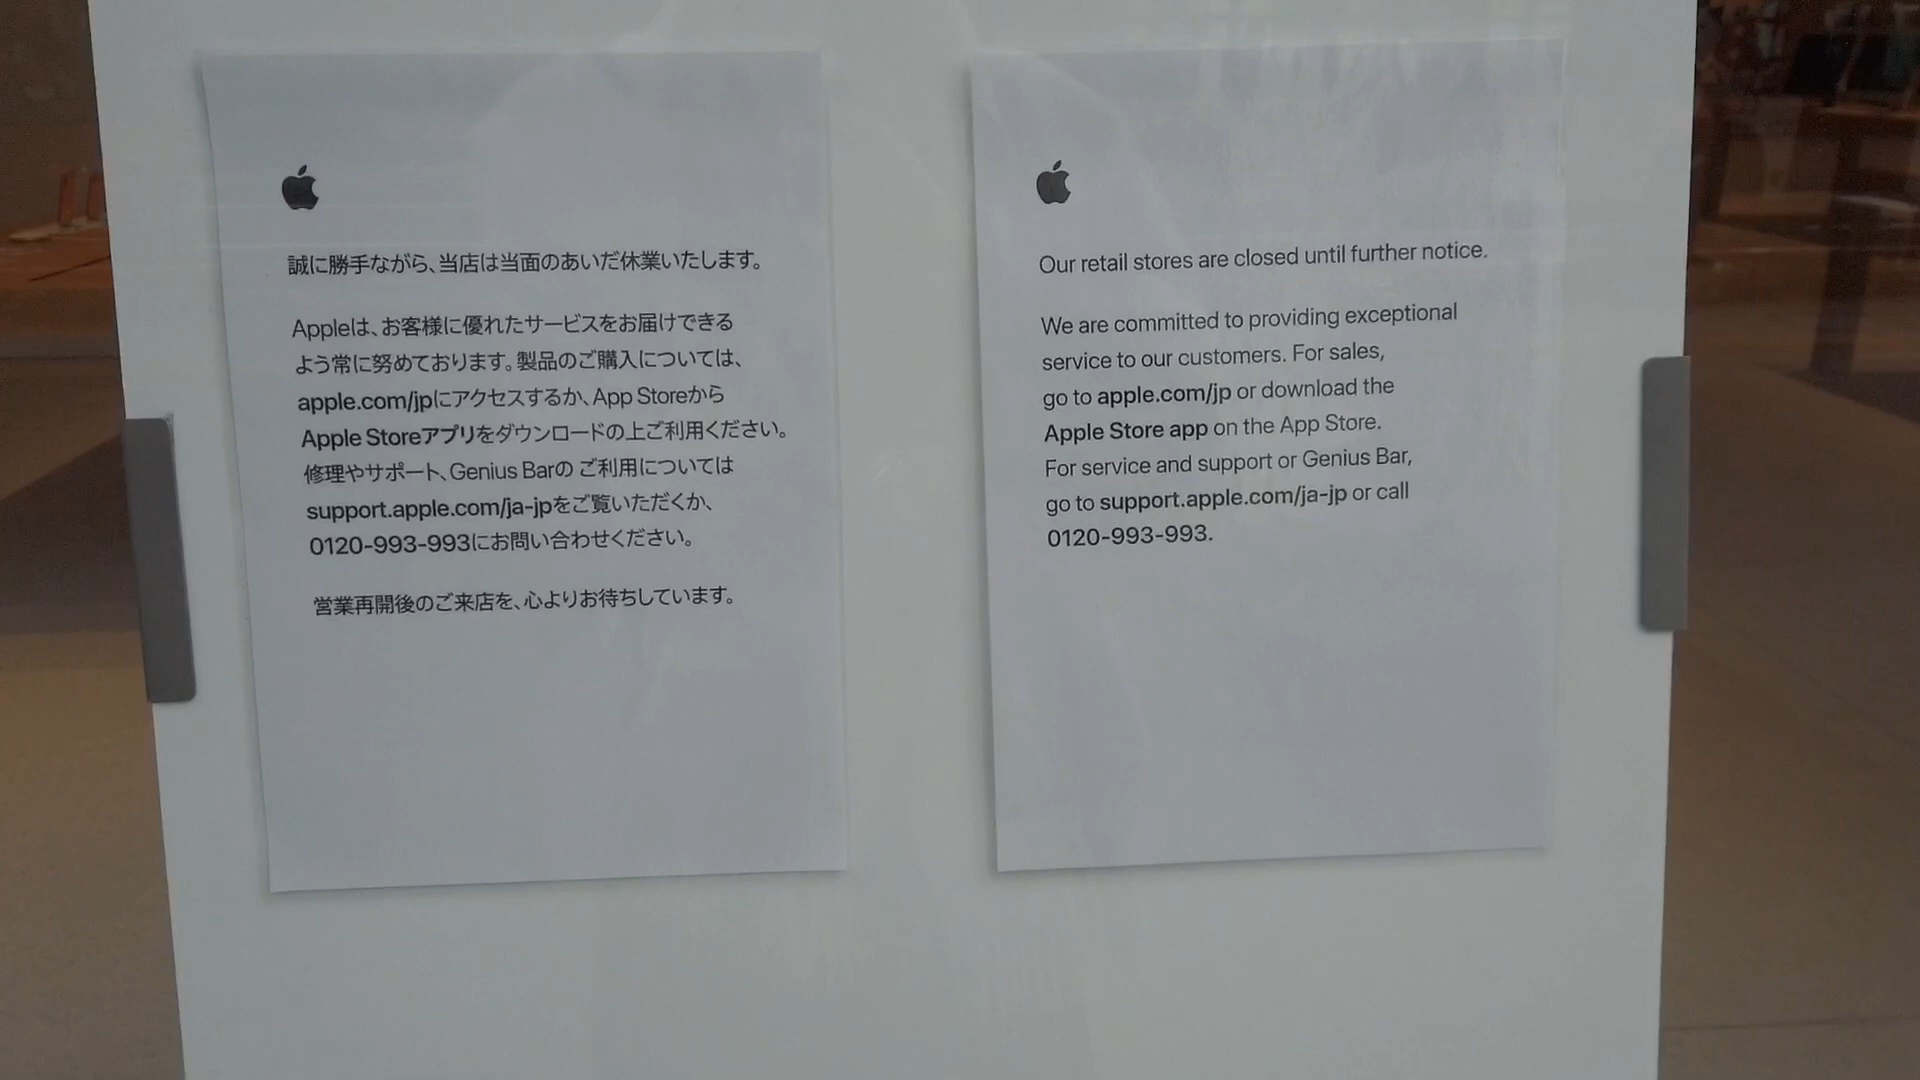 誠に勝手ながら、当店は当面のあいだ休業いたします。
Appleは、お客様に優れたサービスをお届けできる
よう常に努めております。製品のご購入については、
apple.com/jpにアクセスするか、App Storeから
Apple Storeアプリをダウンロードの上ご利用ください。
修理やサポート、Genius Barの ご利用については
support.apple.com/ja-jpをご覧いただくか、
0120-993-993にお問い合わせください。
営業再開後のご来店を、心よりお待ちしています。
Our retail stores are closed until further notice.
We are committed to providing exceptional
service to our customers. For sales,
go to apple.com/jp or download the
Apple Store app on the App Store.
For service and support or Genius Bar,
go to support.apple.com/ja-jp or call
0120-993-993.